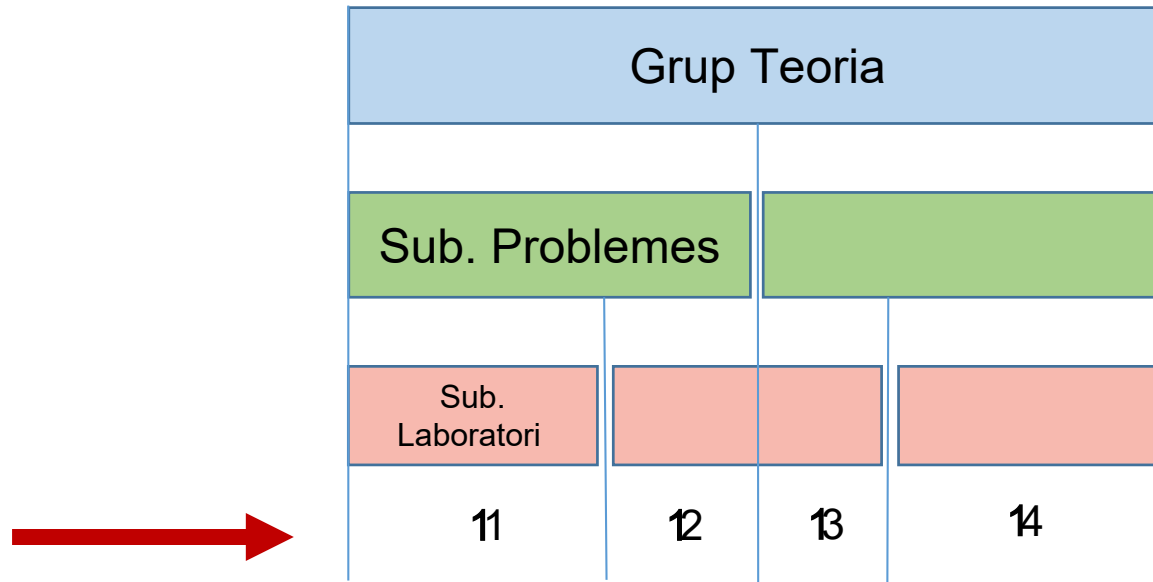 Grup Teoria
Sub. Problemes
Sub.
Laboratori
11 12 13 14